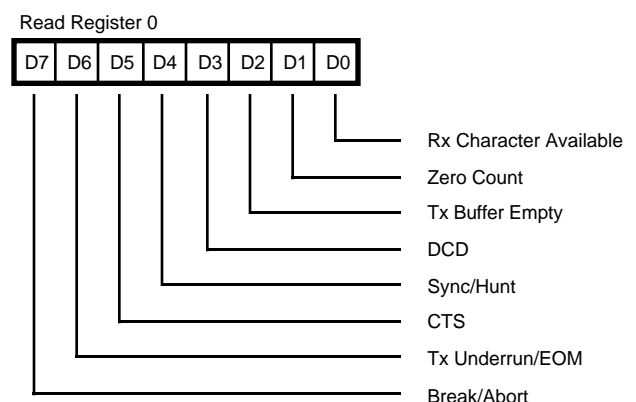 Read Register 0
D7 D6 D5 D4 D3 D2 D1 D0
Rx Character Available
Zero Count
Tx Buffer Empty
DCD
Sync/Hunt
CTS
Tx Underrun/EOM
Break/Abort